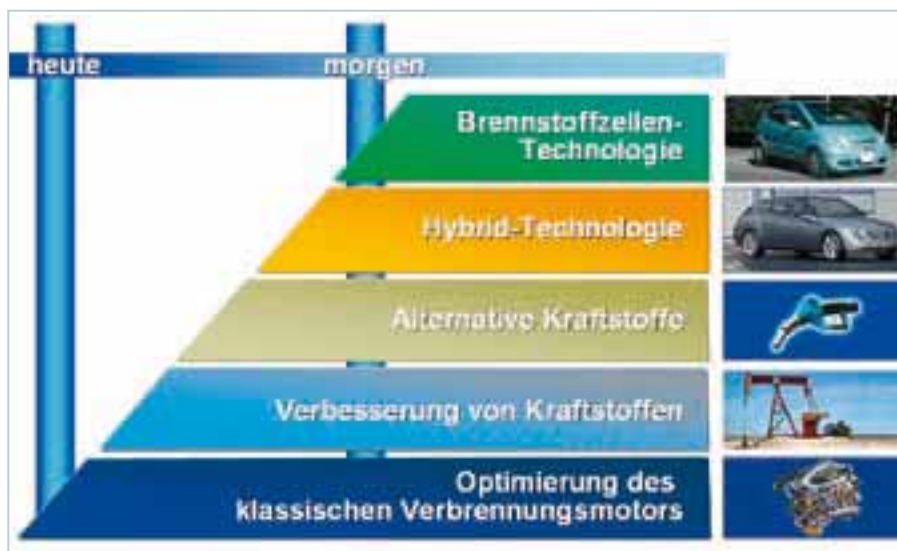 heute morgen
Brennstoffzellen-
Technologie
Hybrid-Technologie
Alternative Kraftstoffe
Verbesserung von Kraftstoffen
Optimierung des
klassischen Verbrennungsmotors